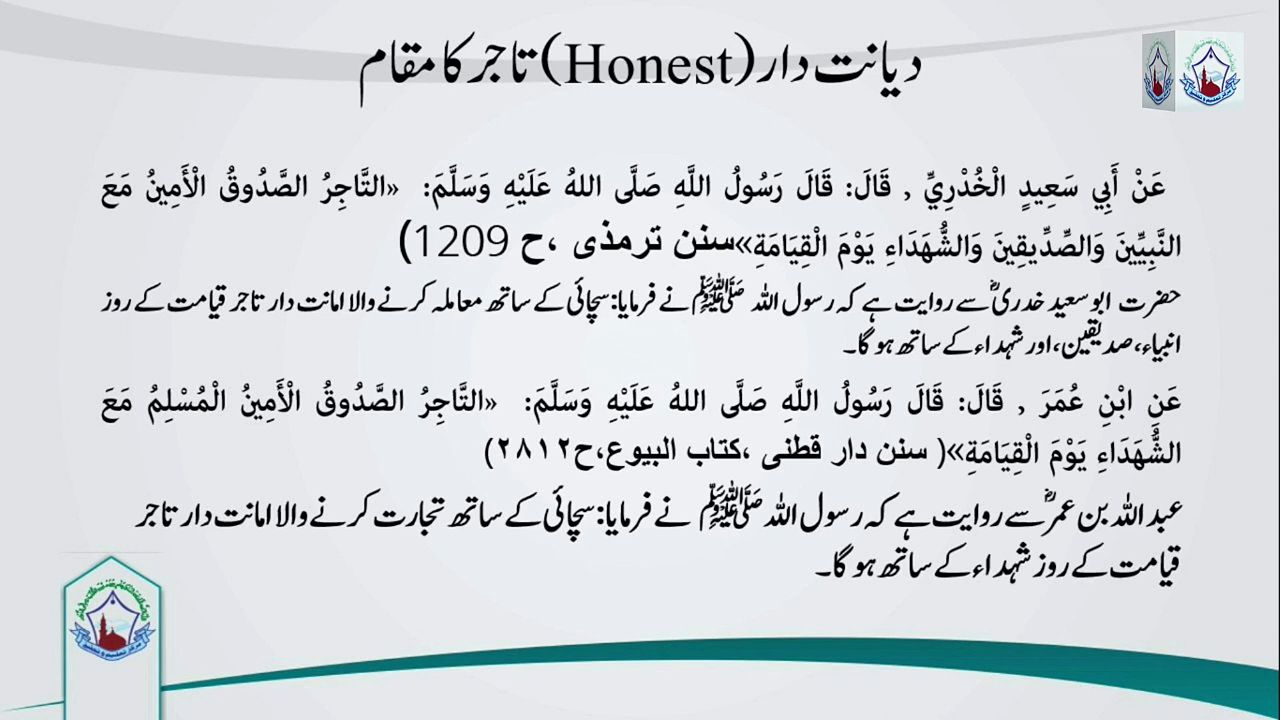 دیانت دار (Honest) تاجر کا مقام
عَنْ أَبِي سَعِيدٍ الْخُدْرِيِّ , قَالَ: قَالَ رَسُولُ اللَّهِ صَلَّى اللهُ عَلَيْهِ وَسَلَّمَ: «التَّاجِرُ الصَّدُوقُ الْأَمِينُ مَعَ
النَّبِيِّينَ وَالصِّدِّيقِينَ وَالشُّهَدَاءِ يَوْمَ الْقِيَامَةِ»سنن ترمذی ،ح 1209)
حضرت ابو سعید خدریؓ سے روایت ہے کہ رسول اللہ ﷺ نے فرمایا: سچائی کے ساتھ معاملہ کرنے والا امانت دار تاجر قیامت کے روز
انبیاء، صدیقین، اور شہداء کے ساتھ ہو گا۔
عَنِ ابْنِ عُمَرَ , قَالَ: قَالَ رَسُولُ اللَّهِ صَلَّى اللهُ عَلَيْهِ وَسَلَّمَ: «التَّاجِرُ الصَّدُوقُ الْأَمِينُ الْمُسْلِمُ مَعَ
الشُّهَدَاءِ يَوْمَ الْقِيَامَةِ»( سنن دار قطنی ،کتاب البیوع،ح۲۸۱۲)
عبد اللہ بن عمرؓ سے روایت ہے کہ رسول اللہ ﷺ نے فرمایا: سچائی کے ساتھ تجارت کرنے والا امانت دار تاجر
قیامت کے روز شہداء کے ساتھ ہو گا۔